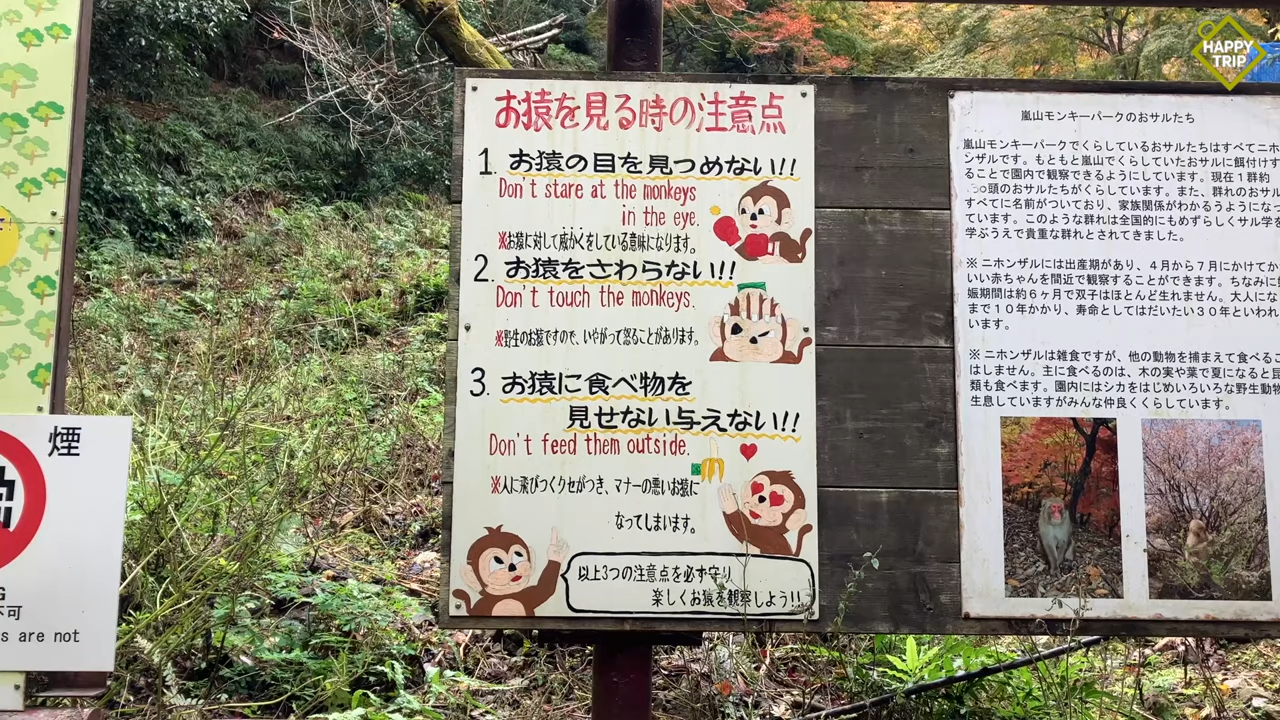 HAPPY
TRIP
お猿を見る時の注意点
1. お猿の目を見つめない!!
Don't stare at the monkeys
in the eye.
※お猿に対して威かくをしている意味になります。
2. お猿をさわらない!!
Don't touch the monkeys.
※野生のお猿ですので、いやがって怒ることがあります。
3. お猿に食べ物を
見せない与えない!!
Don't feed them outside.
※人に飛びつくクセがつき、マナーの悪いお猿に
なってしまいます。
以上3つの注意点を必ず守り
楽しくお猿を観察しよう!!
嵐山モンキーパークのおサルたち
嵐山モンキーパークでくらしているおサルたちはすべてニホ
ンザルです。もともと嵐山でくらしていたおサルに餌付けす
ることで園内で観察できるようにしています。現在１群約
頭のおサルたちがくらしています。また、群れのおサル
すべてに名前がついており、家族関係がわかるようになっ
ています。このような群れは全国的にもめずらしくサル学を
学ぶうえで貴重な群れとされてきました。
※ ニホンザルには出産期があり、４月から７月にかけてか
いい赤ちゃんを間近で観察することができます。ちなみに
娠期間は約６ヶ月で双子はほとんど生れません。大人にな
まで１０年かかり、寿命としてはだいたい３０年といわれ
います。
※ ニホンザルは雑食ですが、他の動物を捕まえて食べるこ
はしません。主に食べるのは、木の実や葉で夏になると昆
類も食べます。園内にはシカをはじめいろいろな野生動物
生息していますがみんな仲良くくらしています。
煙
G
不可
s are not